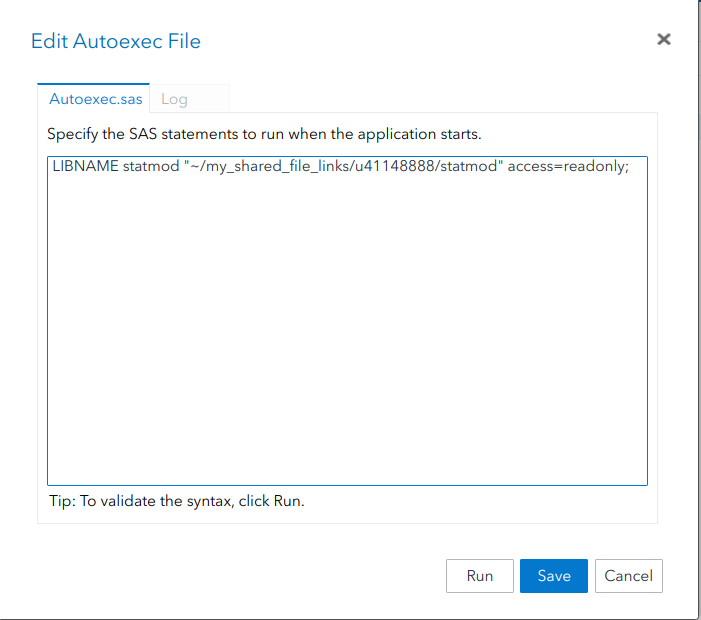 Edit Autoexec File
Autoexec.sas Log
Specify the SAS statements to run when the application starts.
LIBNAME statmod "~/my_shared_file_links/u41148888/statmod" access=readonly;
Tip: To validate the syntax, click Run.
Run Save Cancel